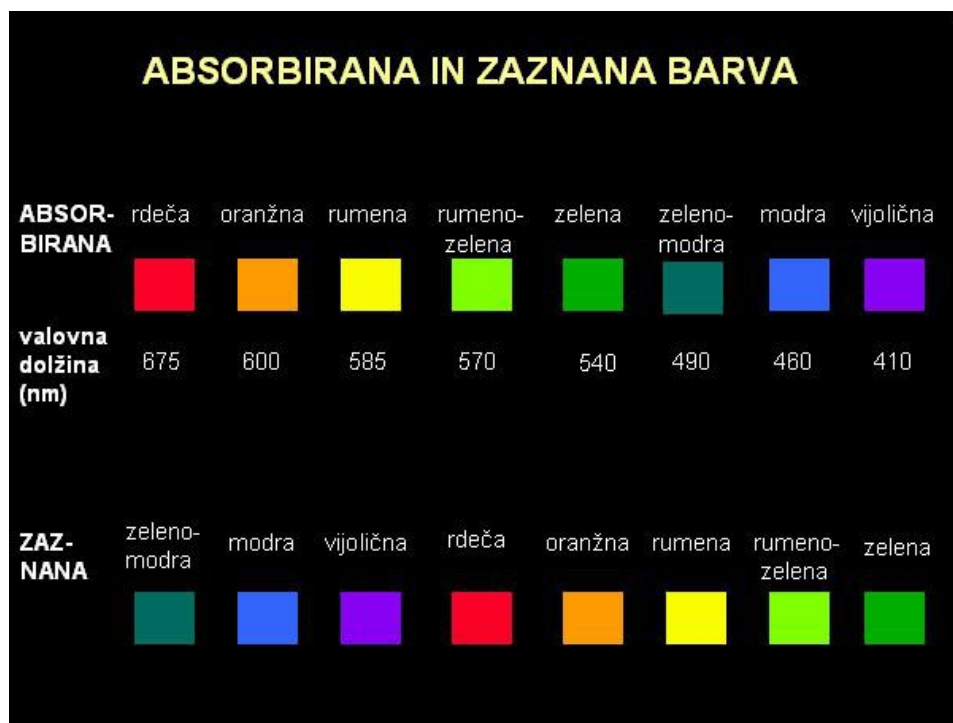 ABSORBIRANA IN ZAZNANA BARVA
ABSOR- rdeča oranžna rumena rumeno- zelena zeleno- modra vijolična
BIRANA zelena modra
valovna
dolžina 675 600 585 570 540 490 460 410
(nm)
ZAZ- zeleno- modra vijolična rdeča oranžna rumena rumeno- zelena
NANA modra zelena